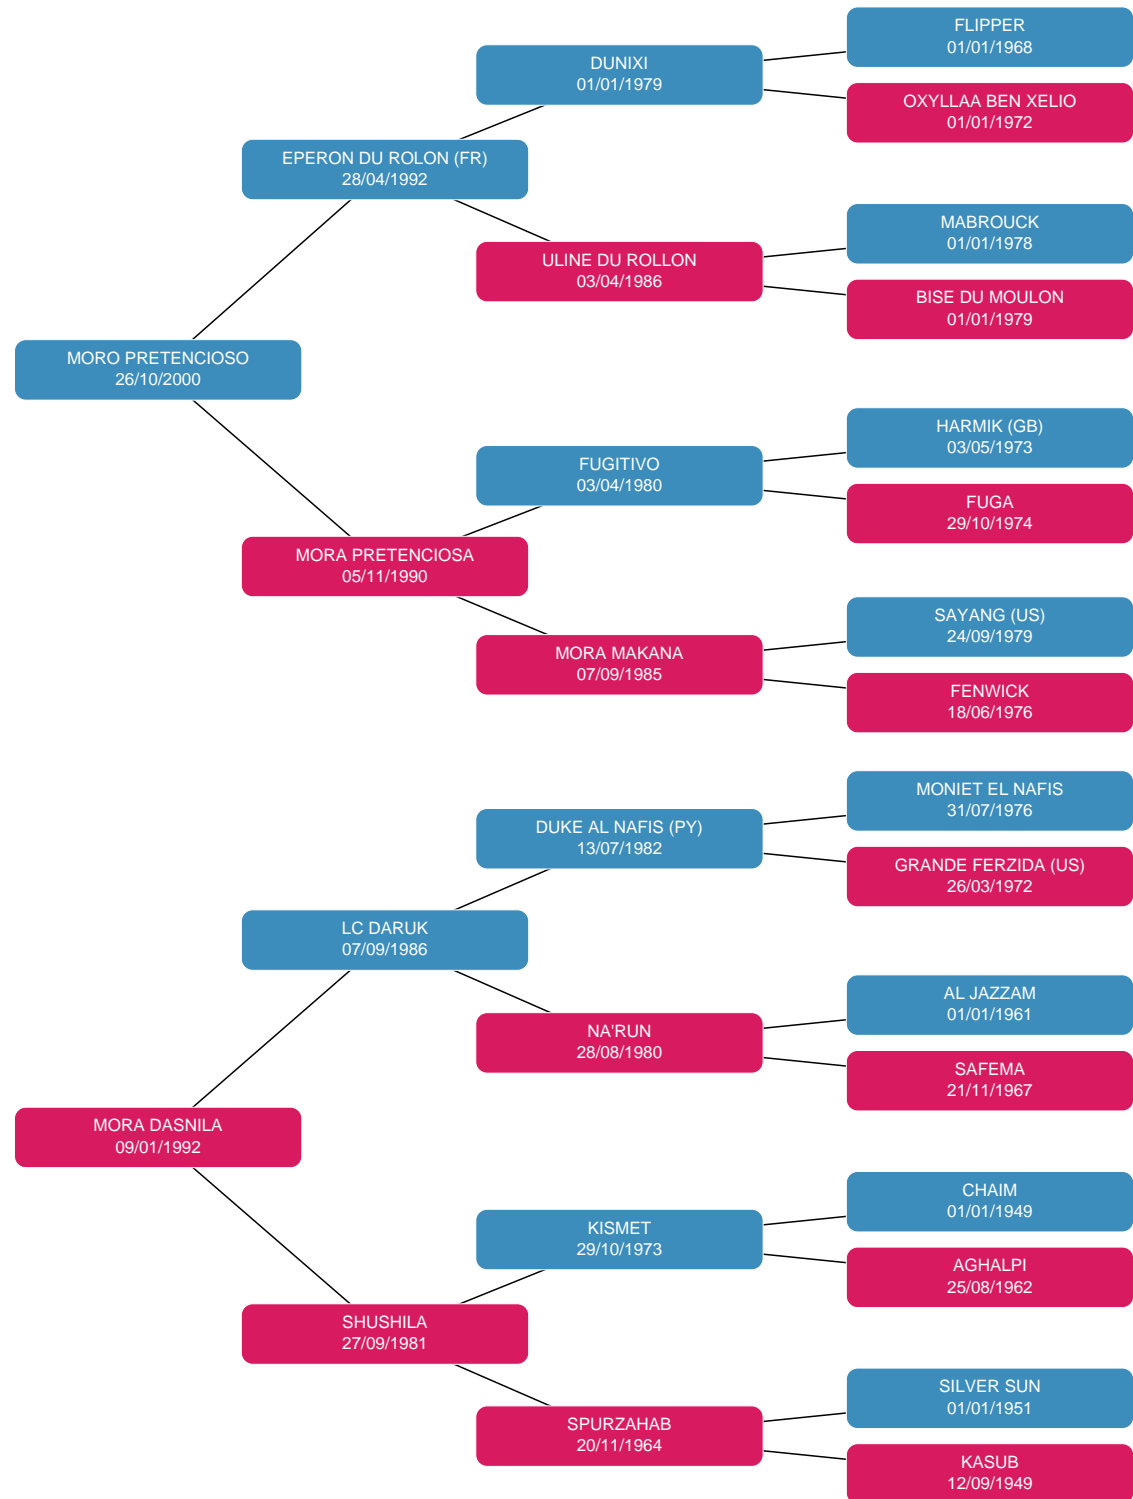 FLIPPER
01/01/1968
DUNIXI
01/01/1979
OXYLLAA BEN XELIO
01/01/1972
EPERON DU ROLON (FR)
28/04/1992
MABROUCK
01/01/1978
ULINE DU ROLLON
03/04/1986
BISE DU MOULON
01/01/1979
MORO PRETENCIOSO
26/10/2000
HARMIK (GB)
03/05/1973
FUGITIVO
03/04/1980
FUGA
29/10/1974
MORA PRETENCIOSA
05/11/1990
SAYANG (US)
24/09/1979
MORA MAKANA
07/09/1985
FENWICK
18/06/1976
MONIET EL NAFIS
31/07/1976
DUKE AL NAFIS (PY)
13/07/1982
GRANDE FERZIDA (US)
26/03/1972
LC DARUK
07/09/1986
AL JAZZAM
01/01/1961
NA'RUN
28/08/1980
SAFEMA
21/11/1967
MORA DASNILA
09/01/1992
CHAIM
01/01/1949
KISMET
29/10/1973
AGHALPI
25/08/1962
SHUSHILA
27/09/1981
SILVER SUN
01/01/1951
SPURZAHAB
20/11/1964
KASUB
12/09/1949